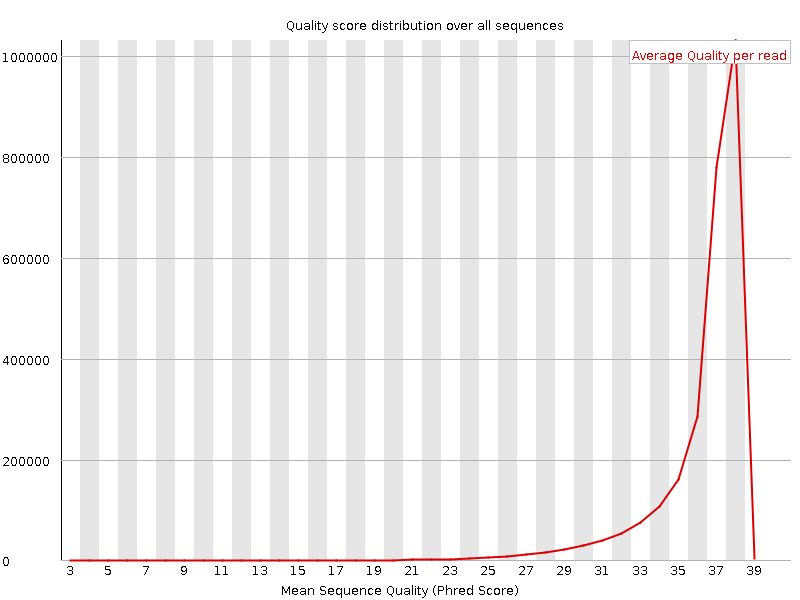 Quality score distribution over all sequences
Average Quality per read
1000000
800000
600000
400000
200000
0
3 5 7 9 11 13 15 17 19 21 23 25 27 29 31 33 35 37 39
Mean Sequence Quality (Phred Score)